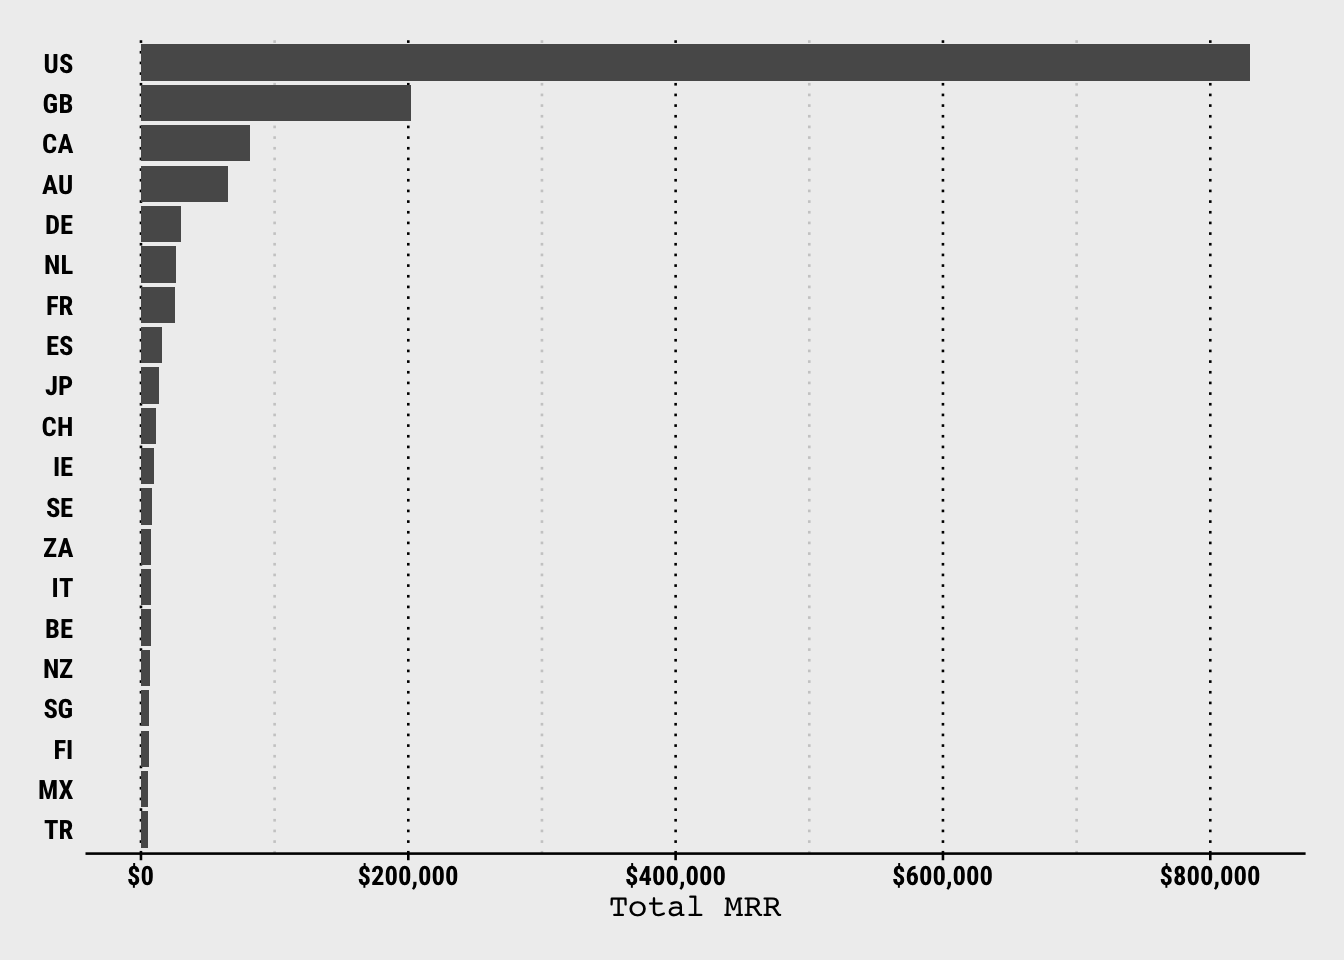 US
GB
CA
AU
DE
NL
FR
ES
JP
CH
IE
SE
ZA
IT
BE
NZ
SG
FI
MX
TR
$0 $200,000 $400,000 $600,000 $800,000
Total MRR